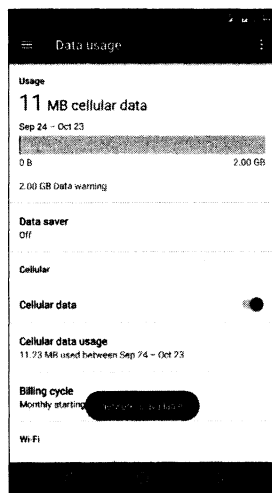 Data usage
Usage
11 MB cellular data
Sep 24 – Oct 23
0 B 2.00 GB
2.00 GB Data warning
Data saver
Off
Cellular
Cellular data
Cellular data usage
11.23 MB used between Sep 24 – Oct 23
Billing cycle
Monthly starting
Wi-Fi